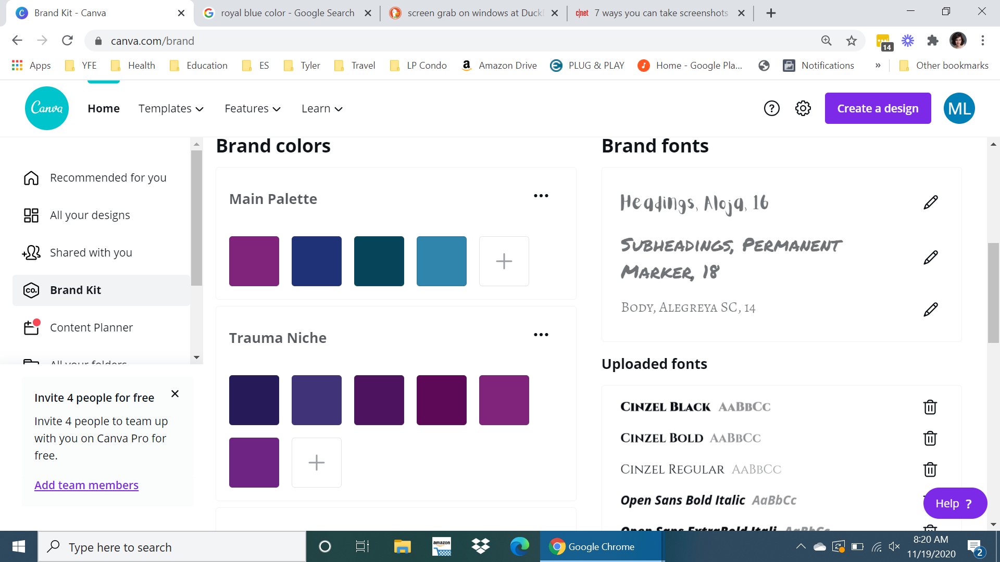 Brand Kit - Canva
royal blue color - Google Search
screen grab on windows at Duck
c|net 7 ways you can take screenshots
canva.com/brand
14
Apps YFE Health Education ES Tyler Travel LP Condo Amazon Drive PLUG & PLAY Home - Google Pla... Notifications » Other bookmarks
Canva
Home Templates Features Learn
? Create a design ML
Recommended for you
All your designs
Shared with you
CO. Brand Kit
Content Planner
All your folders
Invite 4 people for free
Invite 4 people to team up
with you on Canva Pro for
free.
Add team members
Brand colors
Main Palette
Trauma Niche
Brand fonts
Headings, Aloja, 16
Subheadings, Permanent
Marker, 18
Body, Alegreya SC, 14
Uploaded fonts
Cinzel Black AaBbCc
Cinzel Bold AaBbCc
Cinzel Regular AaBbCc
Open Sans Bold Italic AaBbCc
Open Sans ExtraBold Itali AaBbCc
Help ?
Type here to search
amazon
Google Chrome
8:20 AM
11/19/2020
2